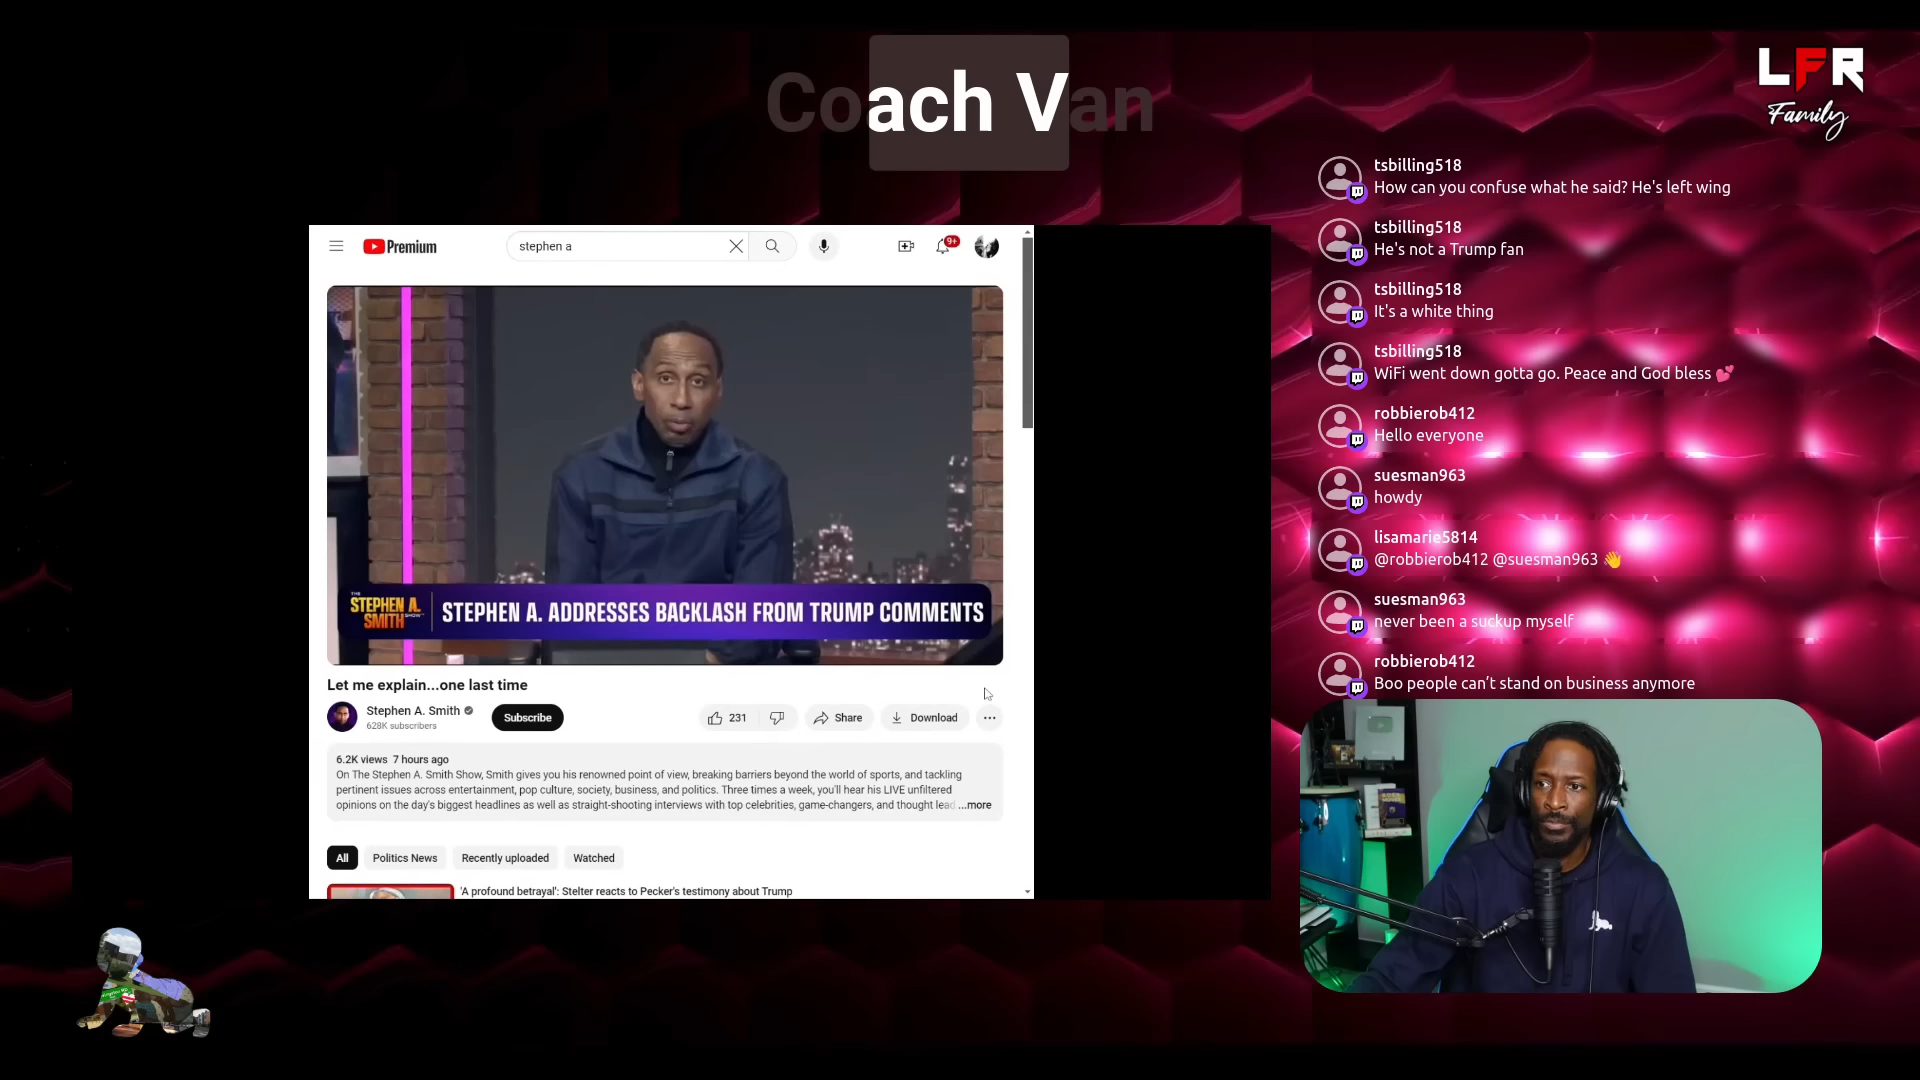 Coach Van
LFR
Family
tsbilling518
How can you confuse what he said? He's left wing
tsbilling518
He's not a Trump fan
tsbilling518
It's a white thing
tsbilling518
WiFi went down gotta go. Peace and God bless 💕
robbierob412
Hello everyone
suesman963
howdy
lisamarie5814
@robbierob412 @suesman963 👋
suesman963
never been a suckup myself
robbierob412
Boo people can’t stand on business anymore
Premium
stephen a
9+
THE
STEPHEN A.
SMITH
SHOW
STEPHEN A. ADDRESSES BACKLASH FROM TRUMP COMMENTS
Let me explain...one last time
Stephen A. Smith
628K subscribers
Subscribe
231
Share
Download
6.2K views 7 hours ago
On The Stephen A. Smith Show, Smith gives you his renowned point of view, breaking barriers beyond the world of sports, and tackling
pertinent issues across entertainment, pop culture, society, business, and politics. Three times a week, you'll hear his LIVE unfiltered
opinions on the day's biggest headlines as well as straight-shooting interviews with top celebrities, game-changers, and thought lead ...more
All
Politics News
Recently uploaded
Watched
'A profound betrayal': Stelter reacts to Pecker's testimony about Trump